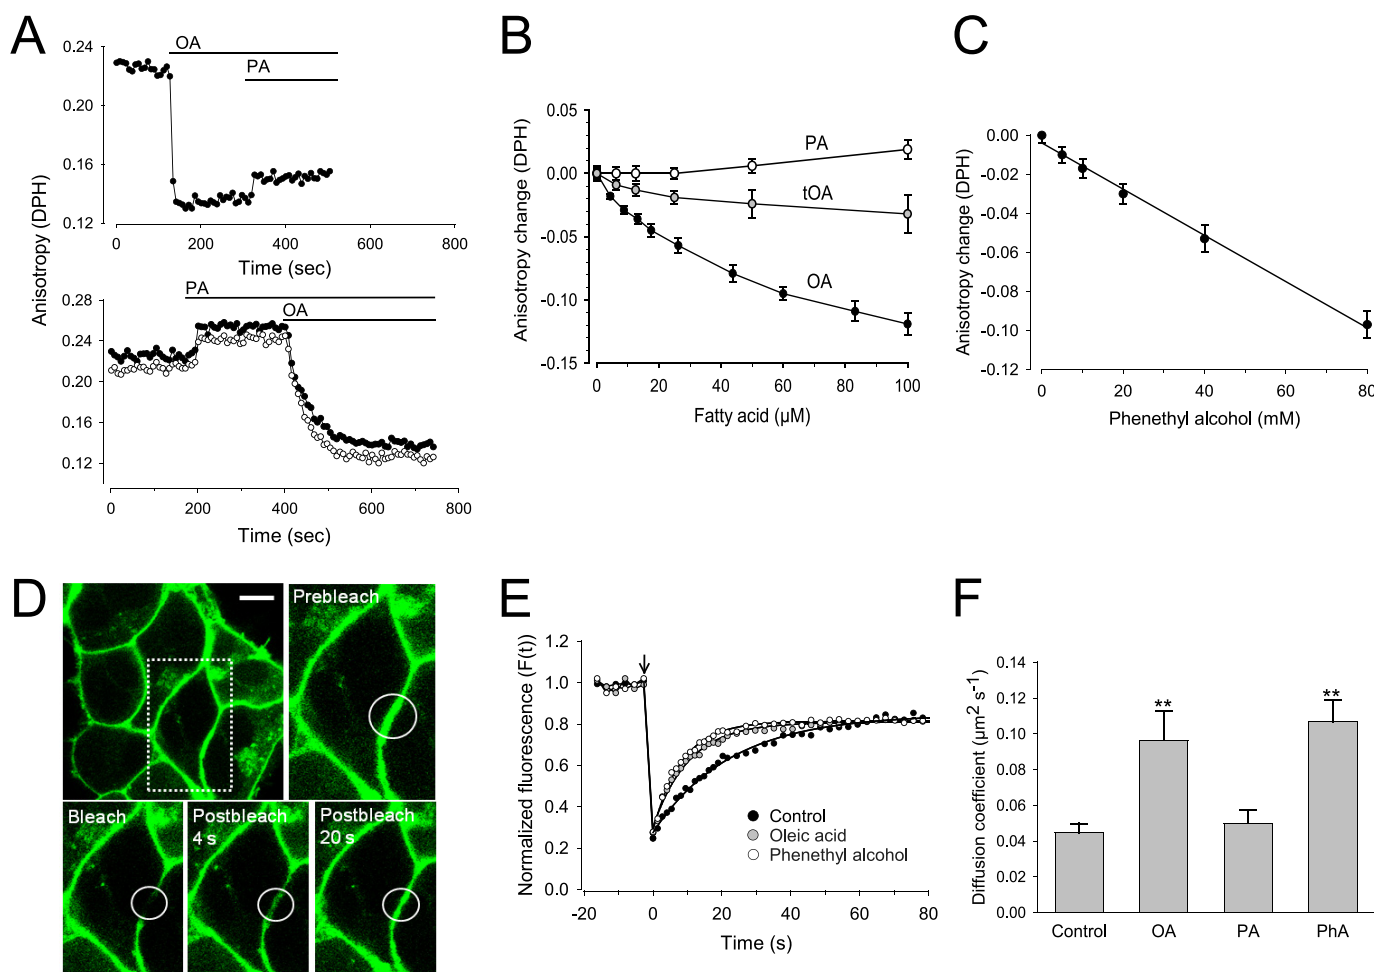 A
0.24
0.20
0.16
0.12
OA
PA
0 200 400 600 800
Time (sec)
Anisotropy (DPH)
0.28
0.24
0.20
0.16
0.12
PA
OA
0 200 400 600 800
Time (sec)
B
0.05
0.00
-0.05
-0.10
-0.15
Anisotropy change (DPH)
PA
tOA
OA
0 20 40 60 80 100
Fatty acid (µM)
C
0.00
-0.02
-0.04
-0.06
-0.08
-0.10
-0.12
Anisotropy change (DPH)
0 20 40 60 80
Phenethyl alcohol (mM)
D
Prebleach
Bleach
Postbleach
4 s
Postbleach
20 s
E
1.2
1.0
0.8
0.6
0.4
0.2
0.0
Normalized fluorescence (F(t))
Control
Oleic acid
Phenethyl alcohol
-20 0 20 40 60 80
Time (s)
F
0.14
0.12
0.10
0.08
0.06
0.04
0.02
0.00
Diffusion coefficient (µm² s⁻¹)
**
**
Control OA PA PhA